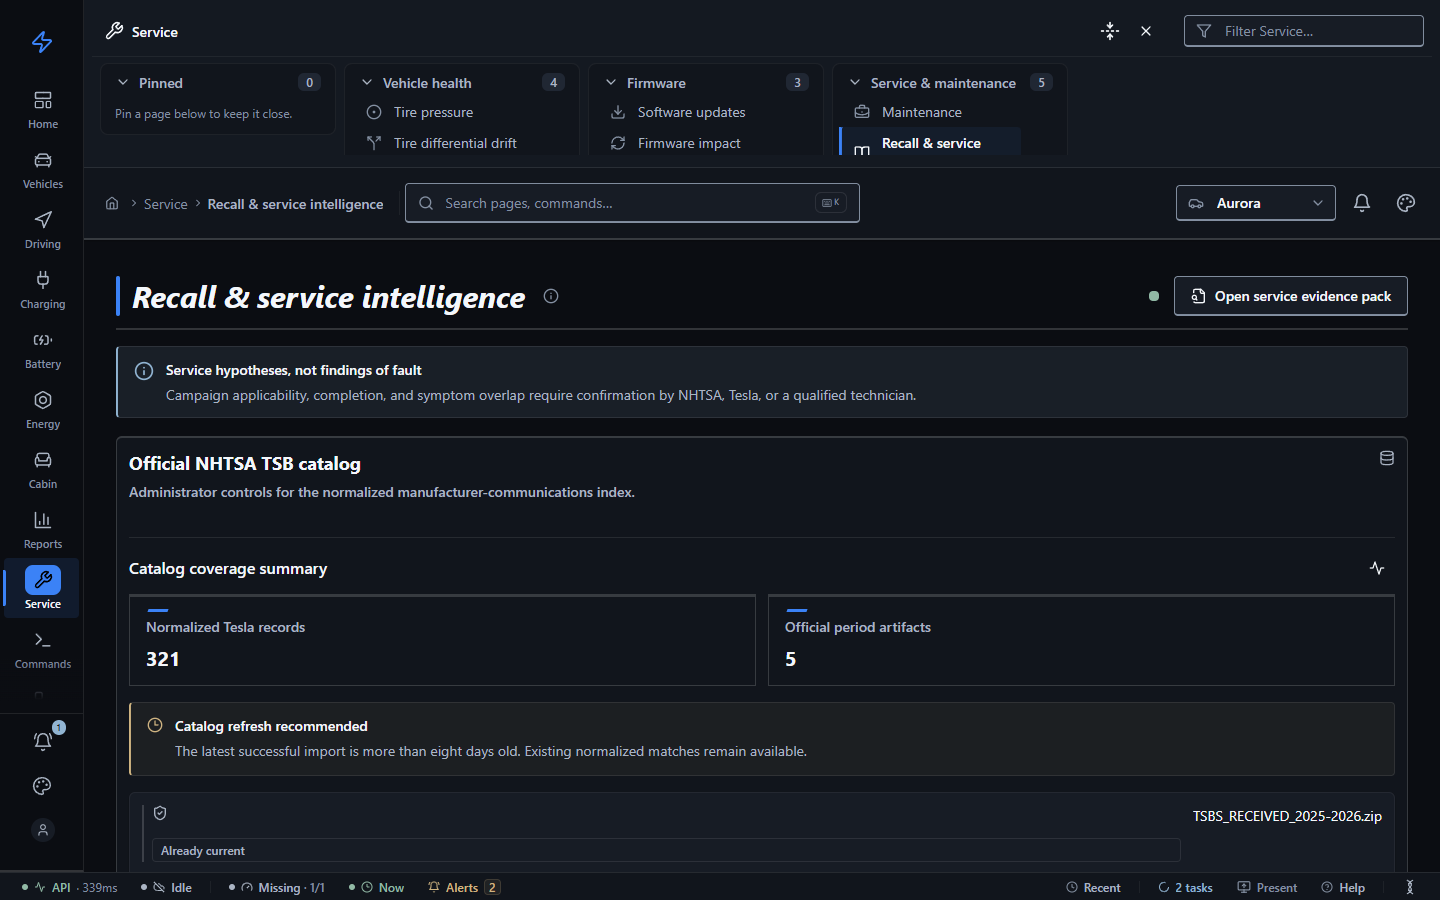 Service
Filter Service...
Pinned 0
Pin a page below to keep it close.
Vehicle health 4
Tire pressure
Tire differential drift
Firmware 3
Software updates
Firmware impact
Service & maintenance 5
Maintenance
Recall & service
Home
Vehicles
Driving
Charging
Battery
Energy
Cabin
Reports
Service
Commands
1
Service
Recall & service intelligence
Search pages, commands...
K
Aurora
Recall & service intelligence
Open service evidence pack
Service hypotheses, not findings of fault
Campaign applicability, completion, and symptom overlap require confirmation by NHTSA, Tesla, or a qualified technician.
Official NHTSA TSB catalog
Administrator controls for the normalized manufacturer-communications index.
Catalog coverage summary
Normalized Tesla records
321
Official period artifacts
5
Catalog refresh recommended
The latest successful import is more than eight days old. Existing normalized matches remain available.
TSBS_RECEIVED_2025-2026.zip
Already current
API · 339ms
Idle
Missing · 1/1
Now
Alerts 2
Recent
2 tasks
Present
Help